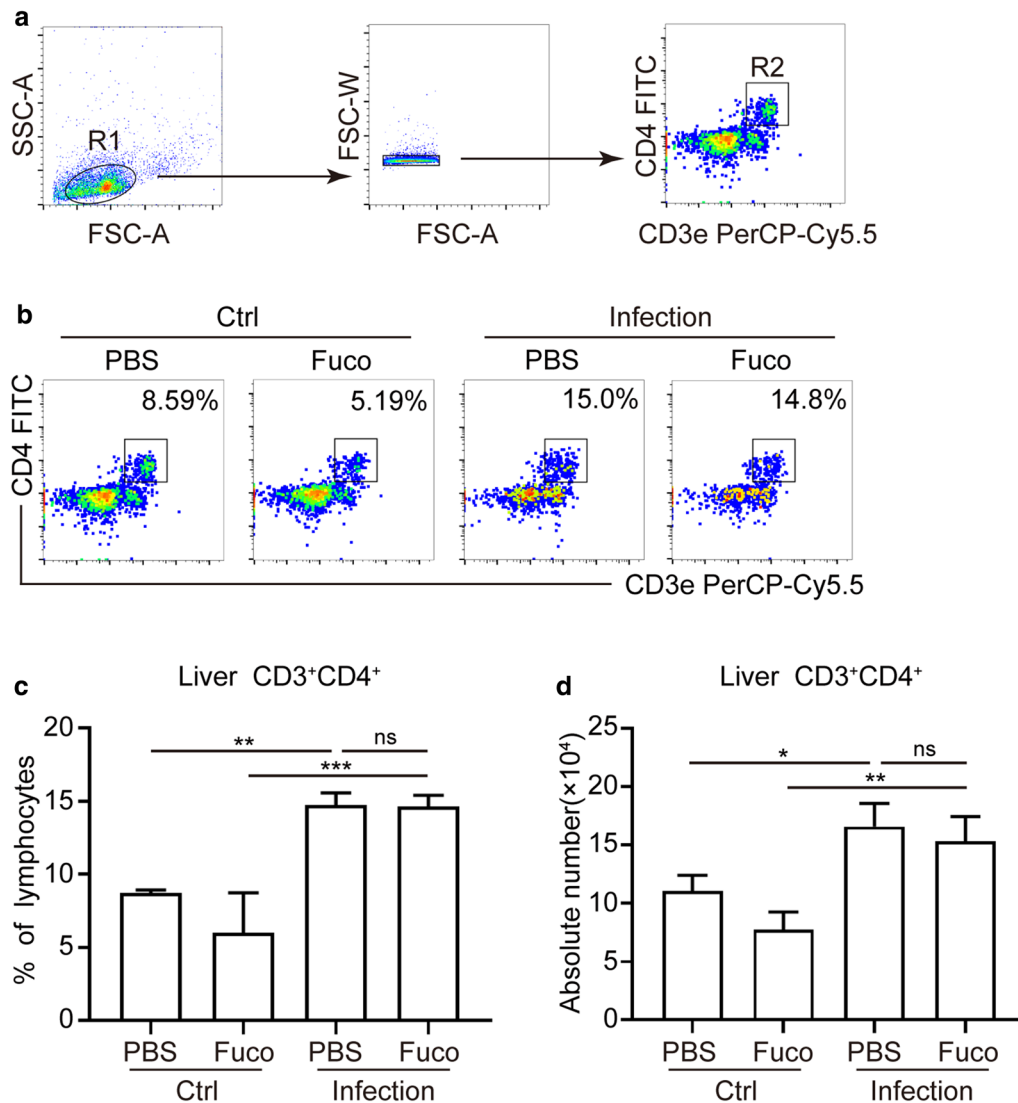 a
SSC-A
R1
FSC-A
FSC-W
FSC-A
CD4 FITC
R2
CD3e PerCP-Cy5.5
b
Ctrl
Infection
PBS
Fuco
PBS
Fuco
CD4 FITC
8.59%
5.19%
15.0%
14.8%
CD3e PerCP-Cy5.5
c
Liver CD3⁺CD4⁺
% of lymphocytes
20
15
10
5
0
**
ns
***
PBS
Fuco
PBS
Fuco
Ctrl
Infection
d
Liver CD3⁺CD4⁺
Absolute number(×10⁴)
25
20
15
10
5
0
*
ns
**
PBS
Fuco
PBS
Fuco
Ctrl
Infection